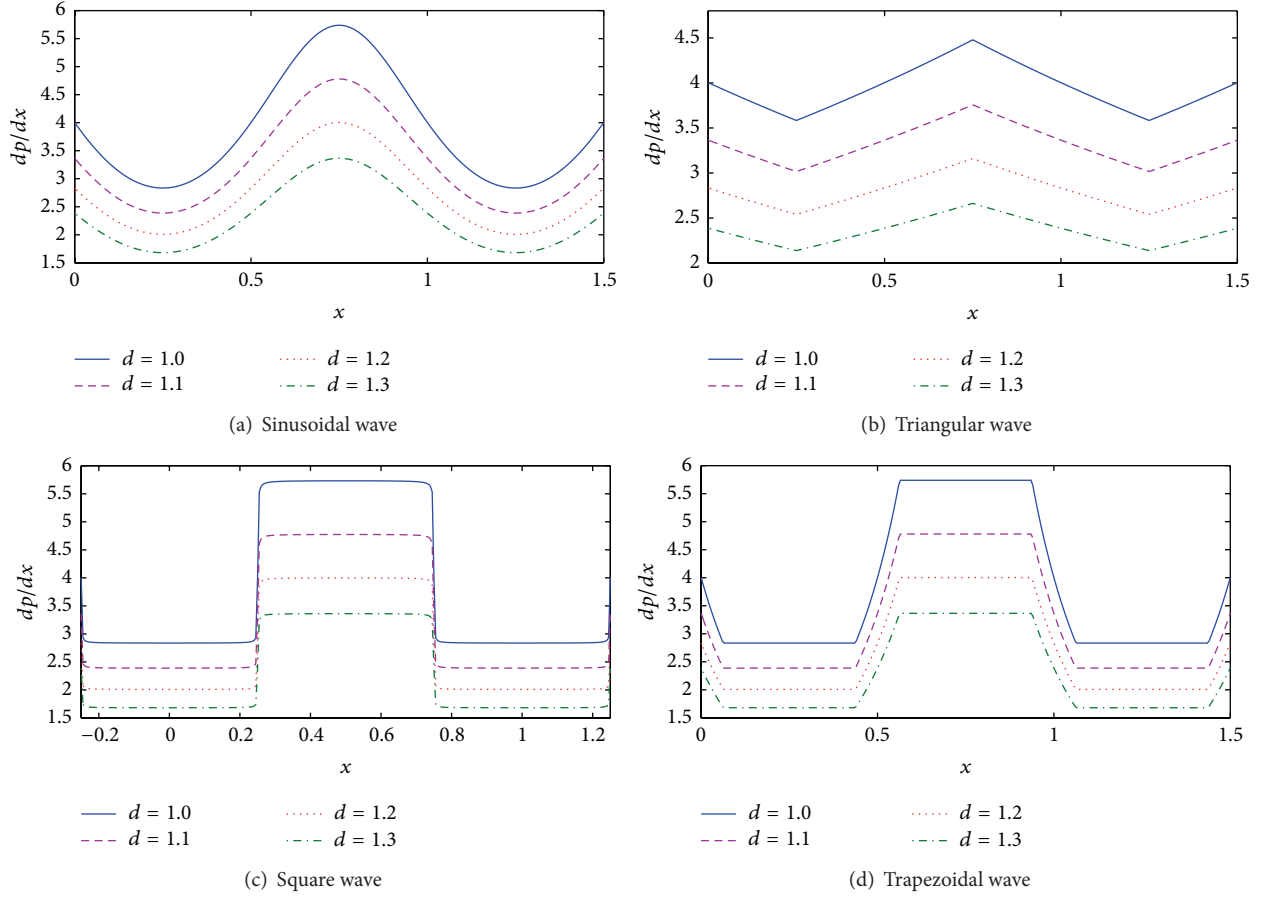 6
5.5
5
4.5
4
3.5
3
2.5
2
1.5
0
0.5
1
1.5
dp/dx
x
d = 1.0
d = 1.2
d = 1.1
d = 1.3
(a) Sinusoidal wave
4.5
4
3.5
3
2.5
2
0
0.5
1
1.5
dp/dx
x
d = 1.0
d = 1.2
d = 1.1
d = 1.3
(b) Triangular wave
6
5.5
5
4.5
4
3.5
3
2.5
2
1.5
−0.2
0
0.2
0.4
0.6
0.8
1
1.2
dp/dx
x
d = 1.0
d = 1.2
d = 1.1
d = 1.3
(c) Square wave
6
5.5
5
4.5
4
3.5
3
2.5
2
1.5
0
0.5
1
1.5
dp/dx
x
d = 1.0
d = 1.2
d = 1.1
d = 1.3
(d) Trapezoidal wave